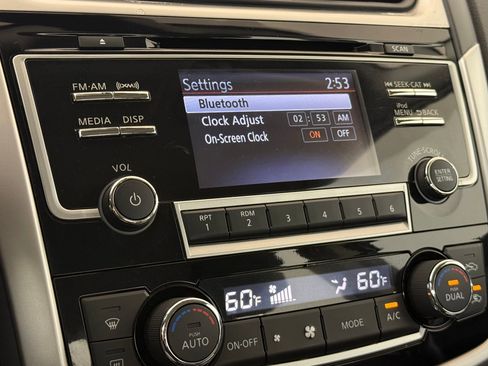 SCAN
FM·AM
SEEK·CAT
Settings 2:53
Bluetooth
Clock Adjust 02 : 53 AM
On-Screen Clock ON OFF
MEDIA DISP
iPod
MENU BACK
VOL
TUNE·SCROLL
ENTER
SETTING
RPT
1
RDM
2
3
4
5
6
60°F 60°F
PUSH
AUTO
ON·OFF
MODE
A/C
PUSH
DUAL